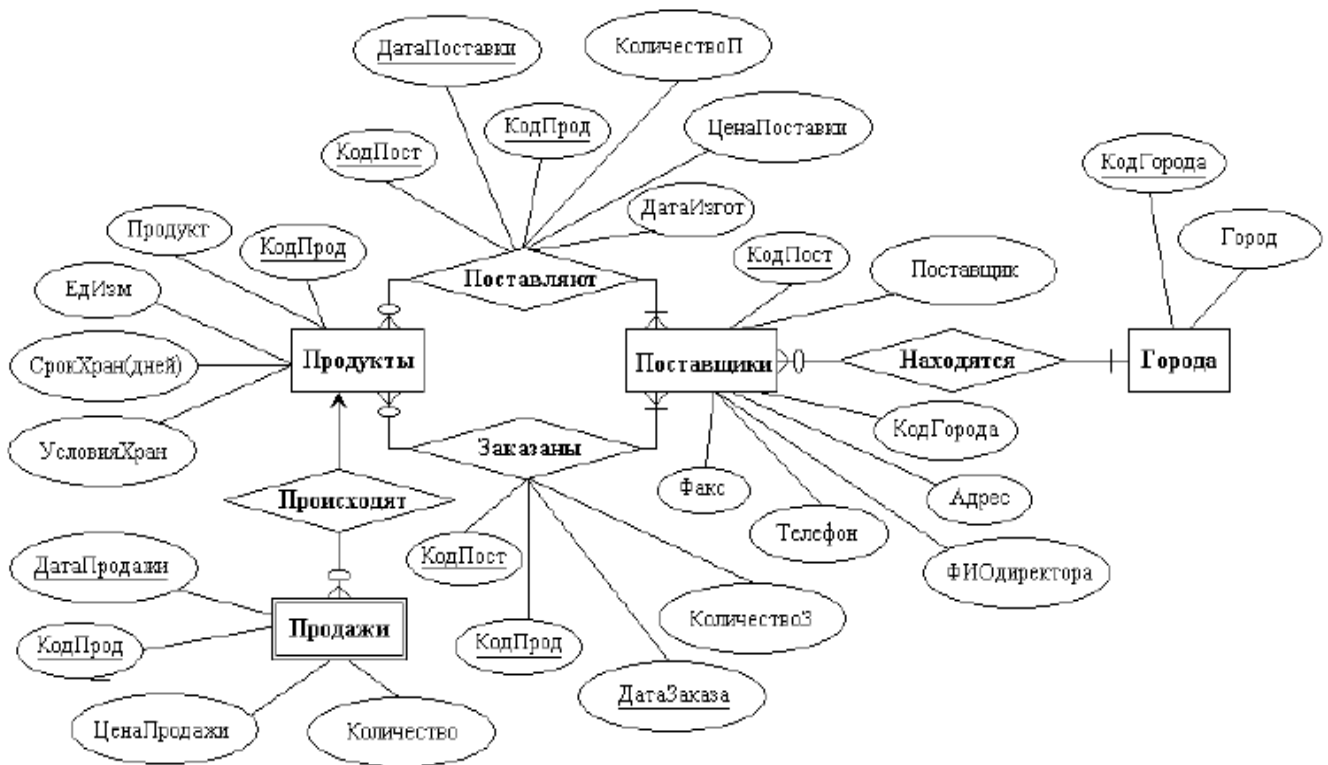 ДатаПоставки
КоличествоП
КодПрод
ЦенаПоставки
КодПост
КодГорода
Продукт
КодПрод
ДатаИзгот
Город
КодПост
Поставщик
ЕдИзм
Поставляют
СрокХран(дней)
Продукты
Поставщики
Находятся
Города
УсловияХран
Заказаны
КодГорода
Факс
Адрес
Происходят
Телефон
КодПост
ДатаПродажи
ФИОдиректора
КоличествоЗ
Продажи
КодПрод
КодПрод
ДатаЗаказа
ЦенаПродажи
Количество